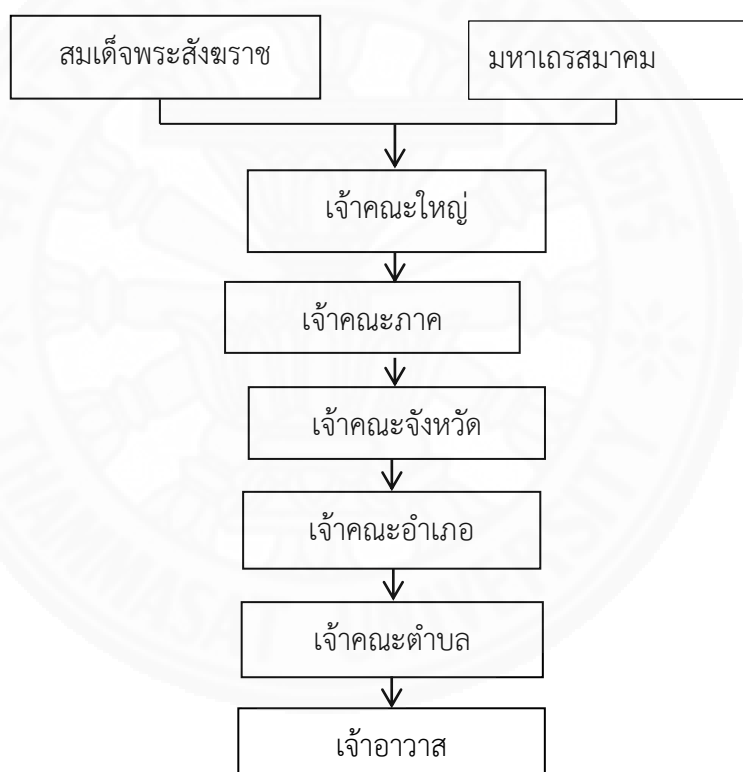 สมเด็จพระสังฆราช
มหาเถรสมาคม
เจ้าคณะใหญ่
เจ้าคณะภาค
เจ้าคณะจังหวัด
เจ้าคณะอำเภอ
เจ้าคณะตำบล
เจ้าอาวาส